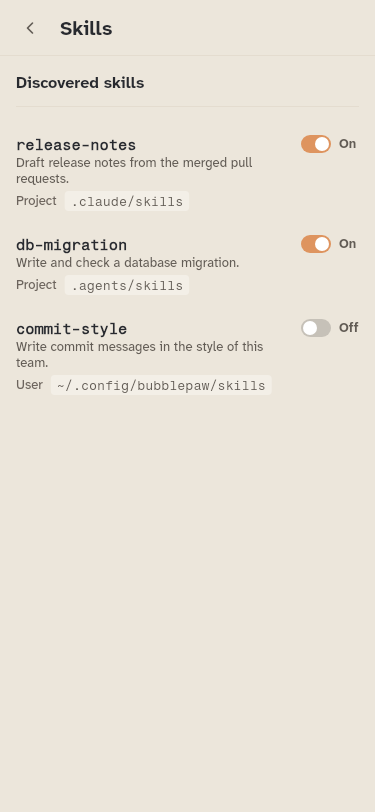 Skills
Discovered skills
release-notes
On
Draft release notes from the merged pull
requests.
Project .claude/skills
db-migration
On
Write and check a database migration.
Project .agents/skills
commit-style
Off
Write commit messages in the style of this
team.
User ~/.config/bubblepaw/skills